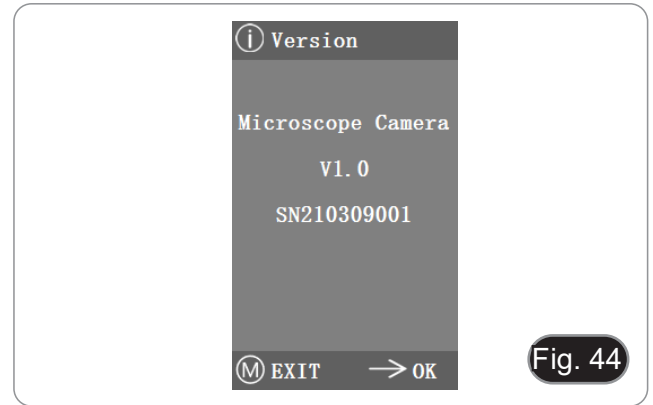 i Version
Microscope Camera
V1.0
SN210309001
M EXIT → OK
Fig. 44